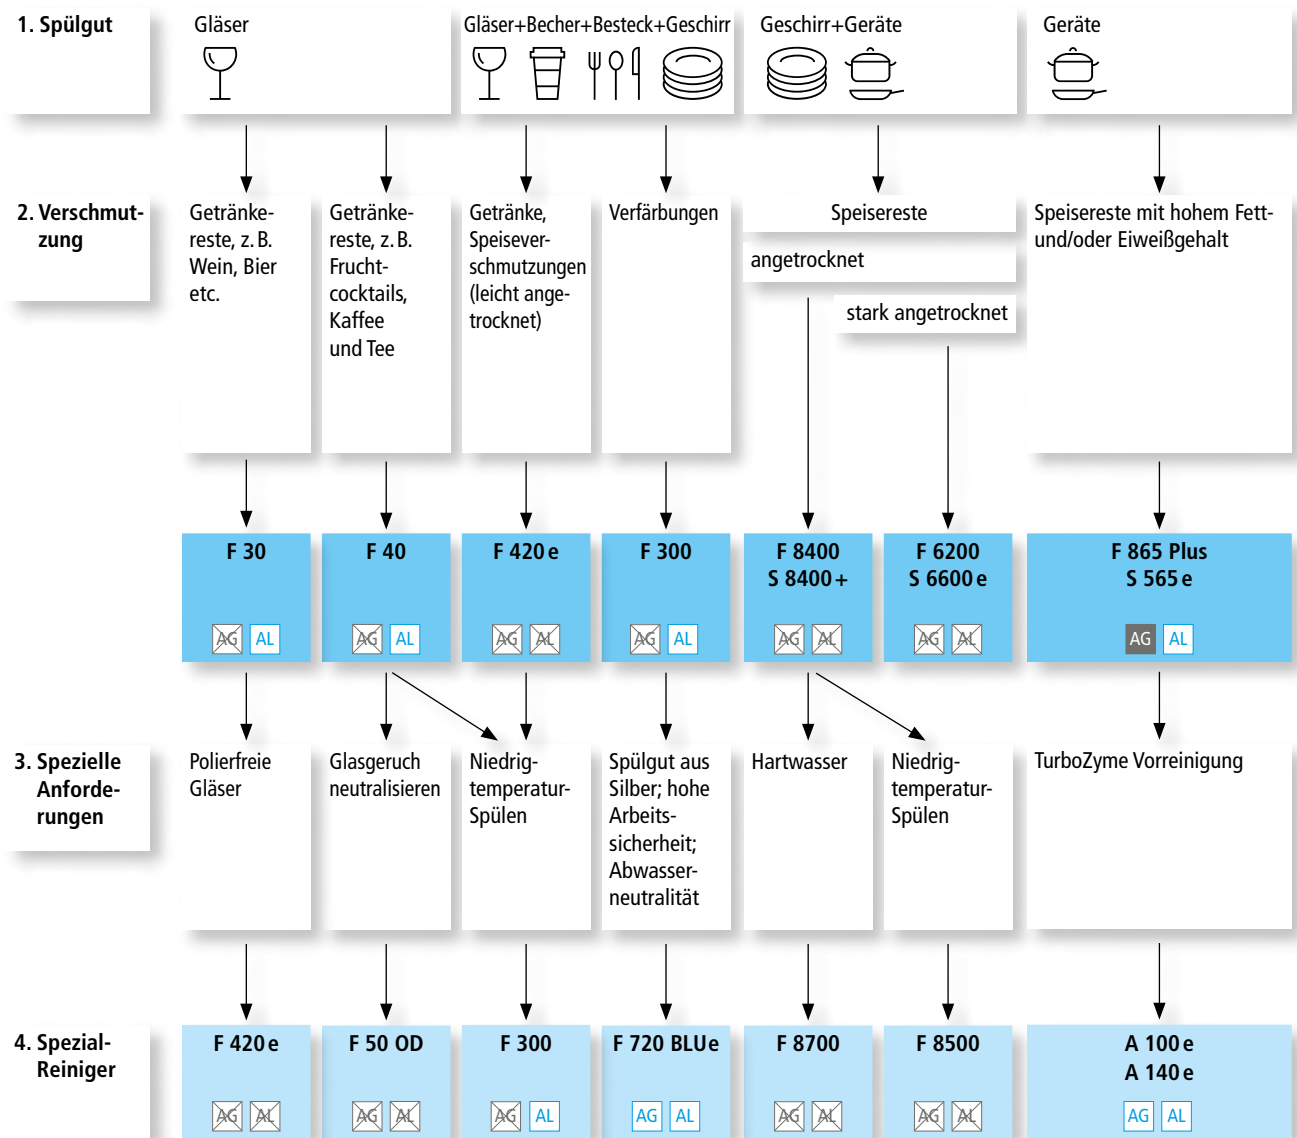 1. Spülgut
Gläser
Gläser+Becher+Besteck+Geschirr
Geschirr+Geräte
Geräte
2. Verschmut-
zung
Getränke-
reste, z. B.
Wein, Bier
etc.
Getränke-
reste, z. B.
Frucht-
cocktails,
Kaffee
und Tee
Getränke,
Speisever-
schmutzungen
(leicht ange-
trocknet)
Verfärbungen
Speisereste
angetrocknet
stark angetrocknet
Speisereste mit hohem Fett-
und/oder Eiweißgehalt
F 30
AG AL
F 40
AG AL
F 420 e
AG AL
F 300
AG AL
F 8400
S 8400+
AG AL
F 6200
S 6600 e
AG AL
F 865 Plus
S 565 e
AG AL
3. Spezielle
Anforde-
rungen
Polierfreie
Gläser
Glasgeruch
neutralisieren
Niedrig-
temperatur-
Spülen
Spülgut aus
Silber; hohe
Arbeits-
sicherheit;
Abwasser-
neutralität
Hartwasser
Niedrig-
temperatur-
Spülen
TurboZyme Vorreinigung
4. Spezial-
Reiniger
F 420 e
AG AL
F 50 OD
AG AL
F 300
AG AL
F 720 BLUe
AG AL
F 8700
AG AL
F 8500
AG AL
A 100 e
A 140 e
AG AL